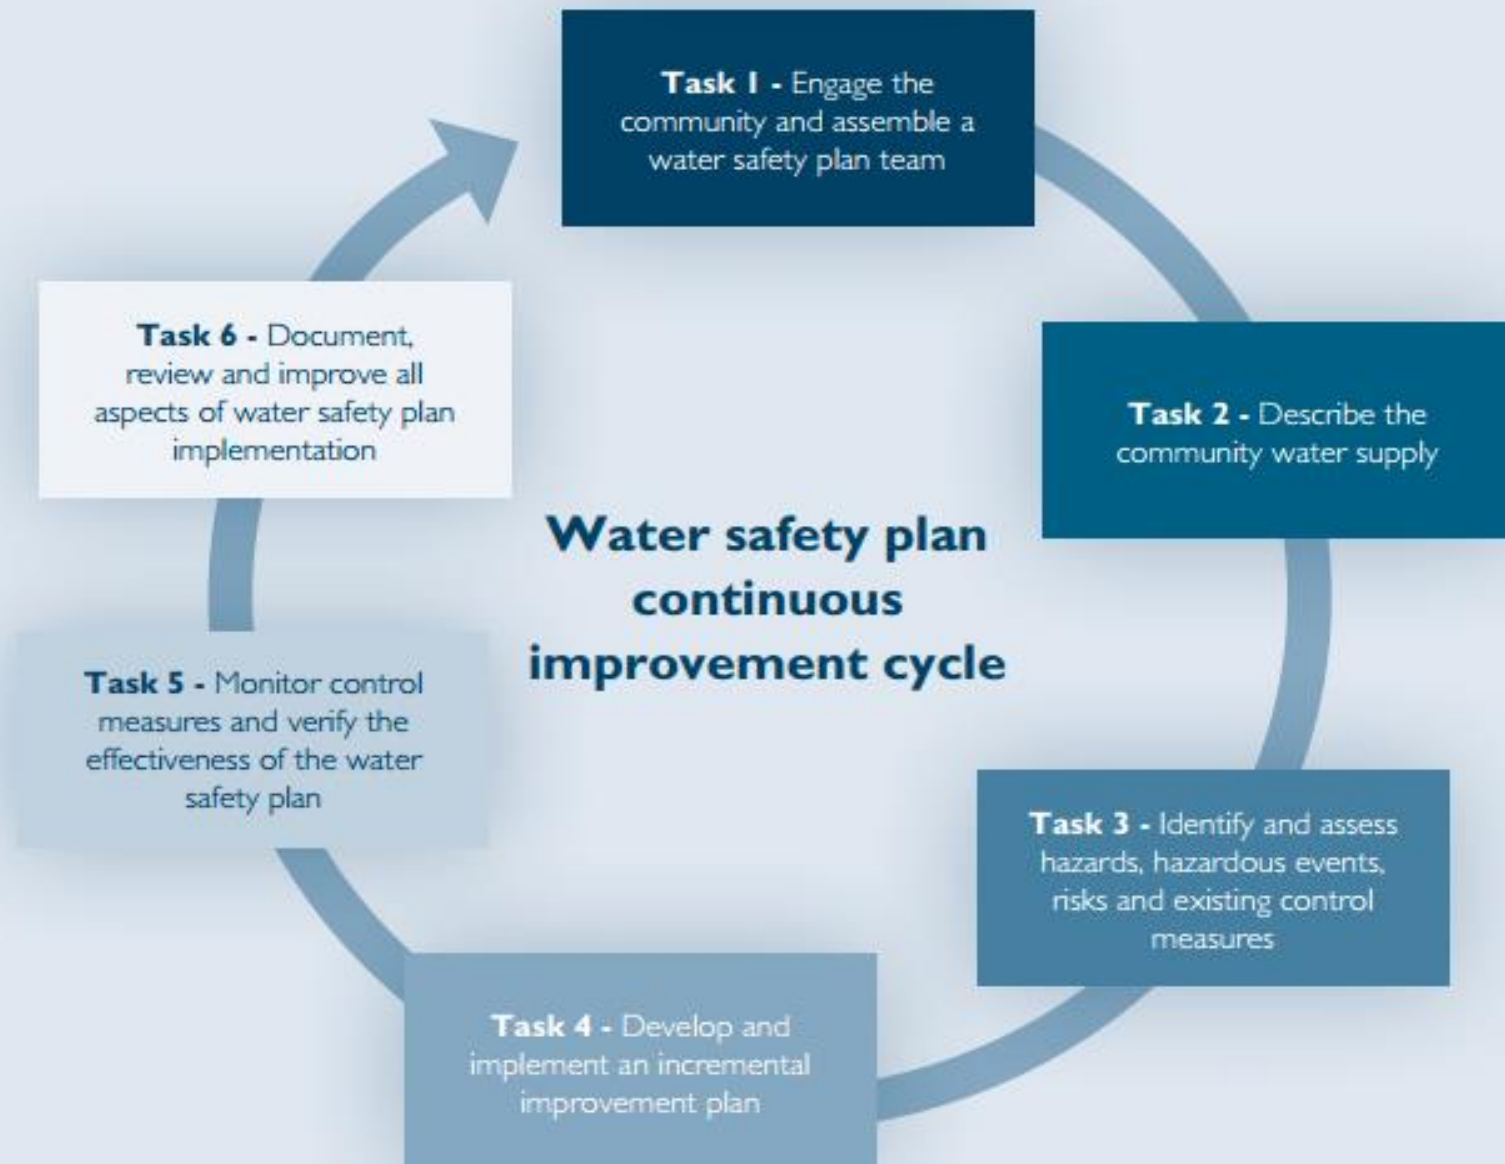 Task 1 - Engage the
community and assemble a
water safety plan team
Task 2 - Describe the
community water supply
Task 3 - Identify and assess
hazards, hazardous events,
risks and existing control
measures
Task 4 - Develop and
implement an incremental
improvement plan
Task 5 - Monitor control
measures and verify the
effectiveness of the water
safety plan
Task 6 - Document,
review and improve all
aspects of water safety plan
implementation
Water safety plan
continuous
improvement cycle